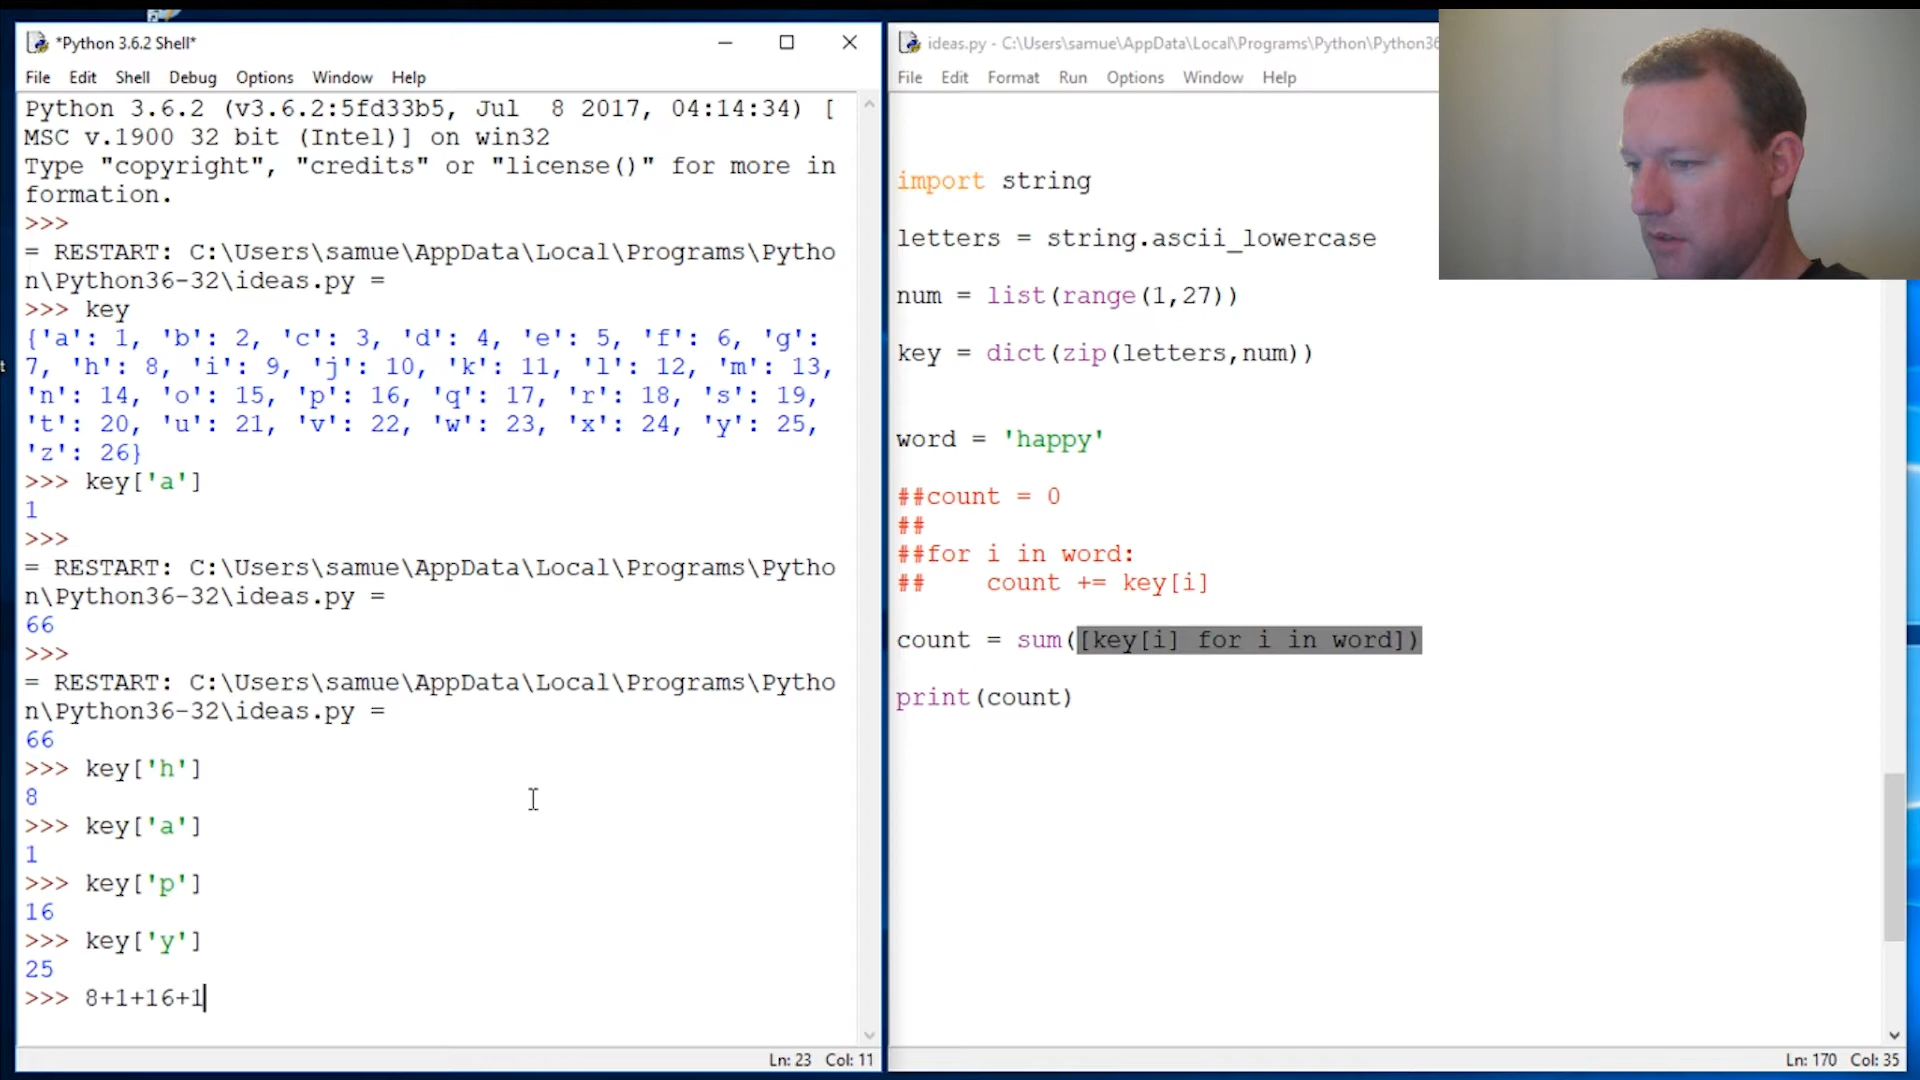 *Python 3.6.2 Shell*
File Edit Shell Debug Options Window Help
Python 3.6.2 (v3.6.2:5fd33b5, Jul  8 2017, 04:14:34) [
MSC v.1900 32 bit (Intel)] on win32
Type "copyright", "credits" or "license()" for more in
formation.
>>>
= RESTART: C:\Users\samue\AppData\Local\Programs\Pytho
n\Python36-32\ideas.py =
>>> key
{'a': 1, 'b': 2, 'c': 3, 'd': 4, 'e': 5, 'f': 6, 'g':
7, 'h': 8, 'i': 9, 'j': 10, 'k': 11, 'l': 12, 'm': 13,
'n': 14, 'o': 15, 'p': 16, 'q': 17, 'r': 18, 's': 19,
't': 20, 'u': 21, 'v': 22, 'w': 23, 'x': 24, 'y': 25,
'z': 26}
>>> key['a']
1
>>>
= RESTART: C:\Users\samue\AppData\Local\Programs\Pytho
n\Python36-32\ideas.py =
66
>>>
= RESTART: C:\Users\samue\AppData\Local\Programs\Pytho
n\Python36-32\ideas.py =
66
>>> key['h']
8
>>> key['a']
1
>>> key['p']
16
>>> key['y']
25
>>> 8+1+16+1
Ln: 23 Col: 11
ideas.py - C:\Users\samue\AppData\Local\Programs\Python\Python36
File Edit Format Run Options Window Help
import string
letters = string.ascii_lowercase
num = list(range(1,27))
key = dict(zip(letters,num))
word = 'happy'
##count = 0
##
##for i in word:
##    count += key[i]
count = sum([key[i] for i in word])
print(count)
Ln: 170 Col: 35